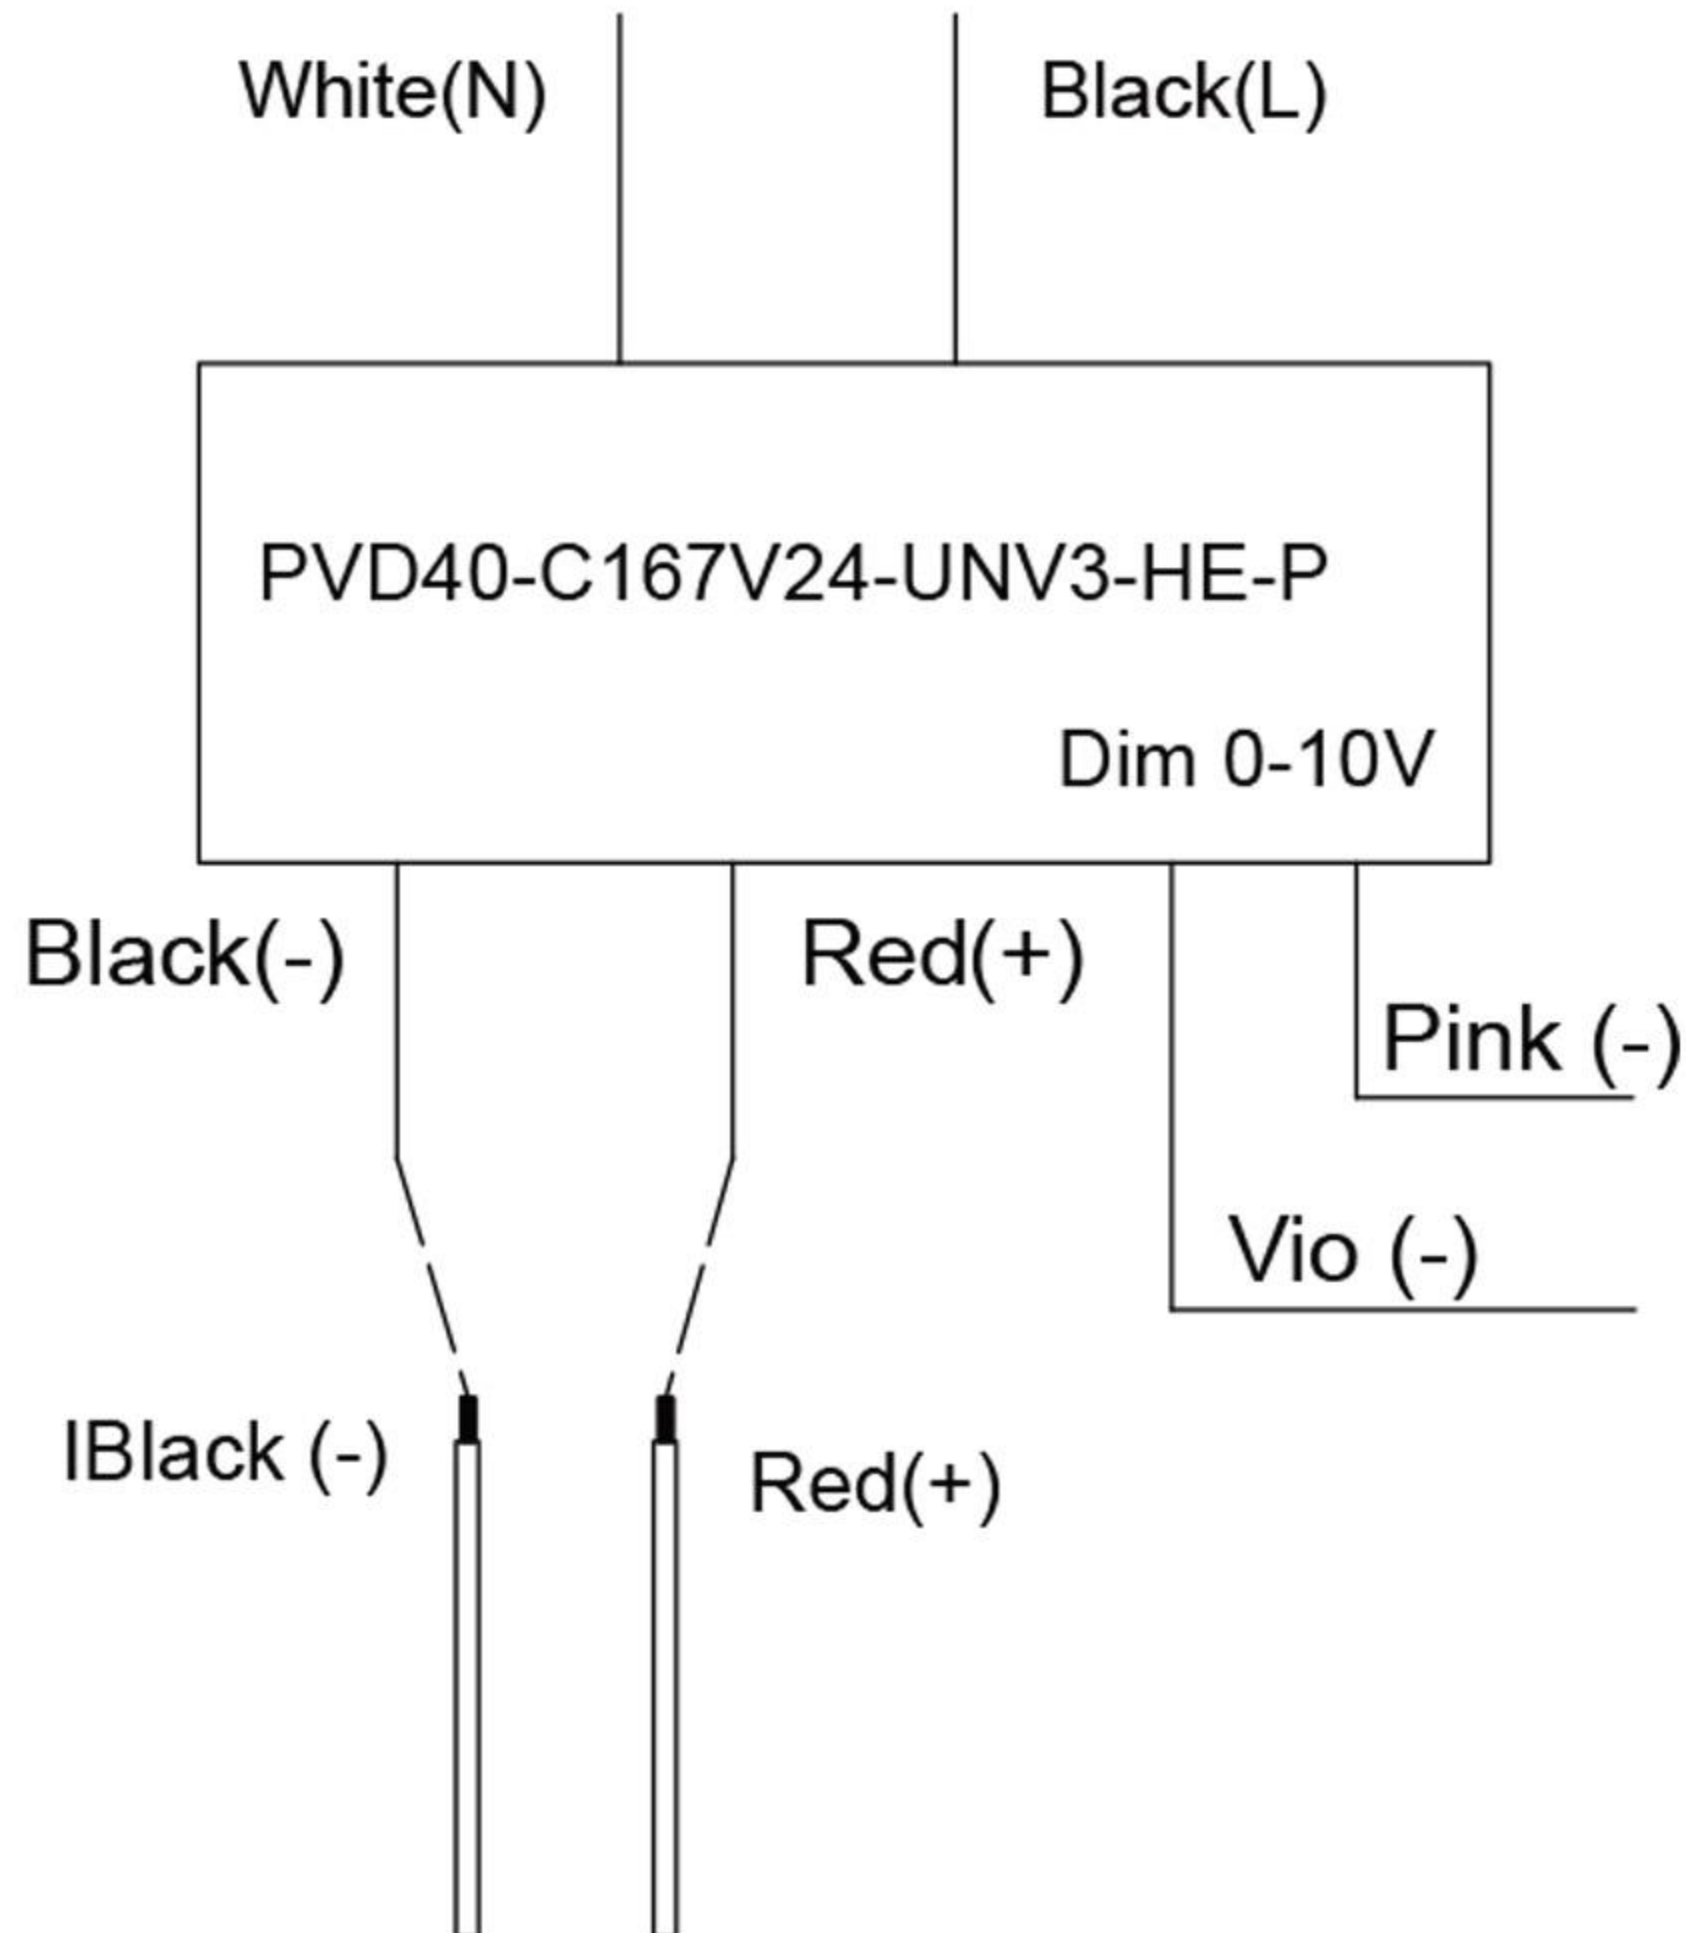 White(N)
Black(L)
PVD40-C167V24-UNV3-HE-P
Dim 0-10V
Black(-)
Red(+)
Pink (-)
Vio (-)
IBlack (-)
Red(+)